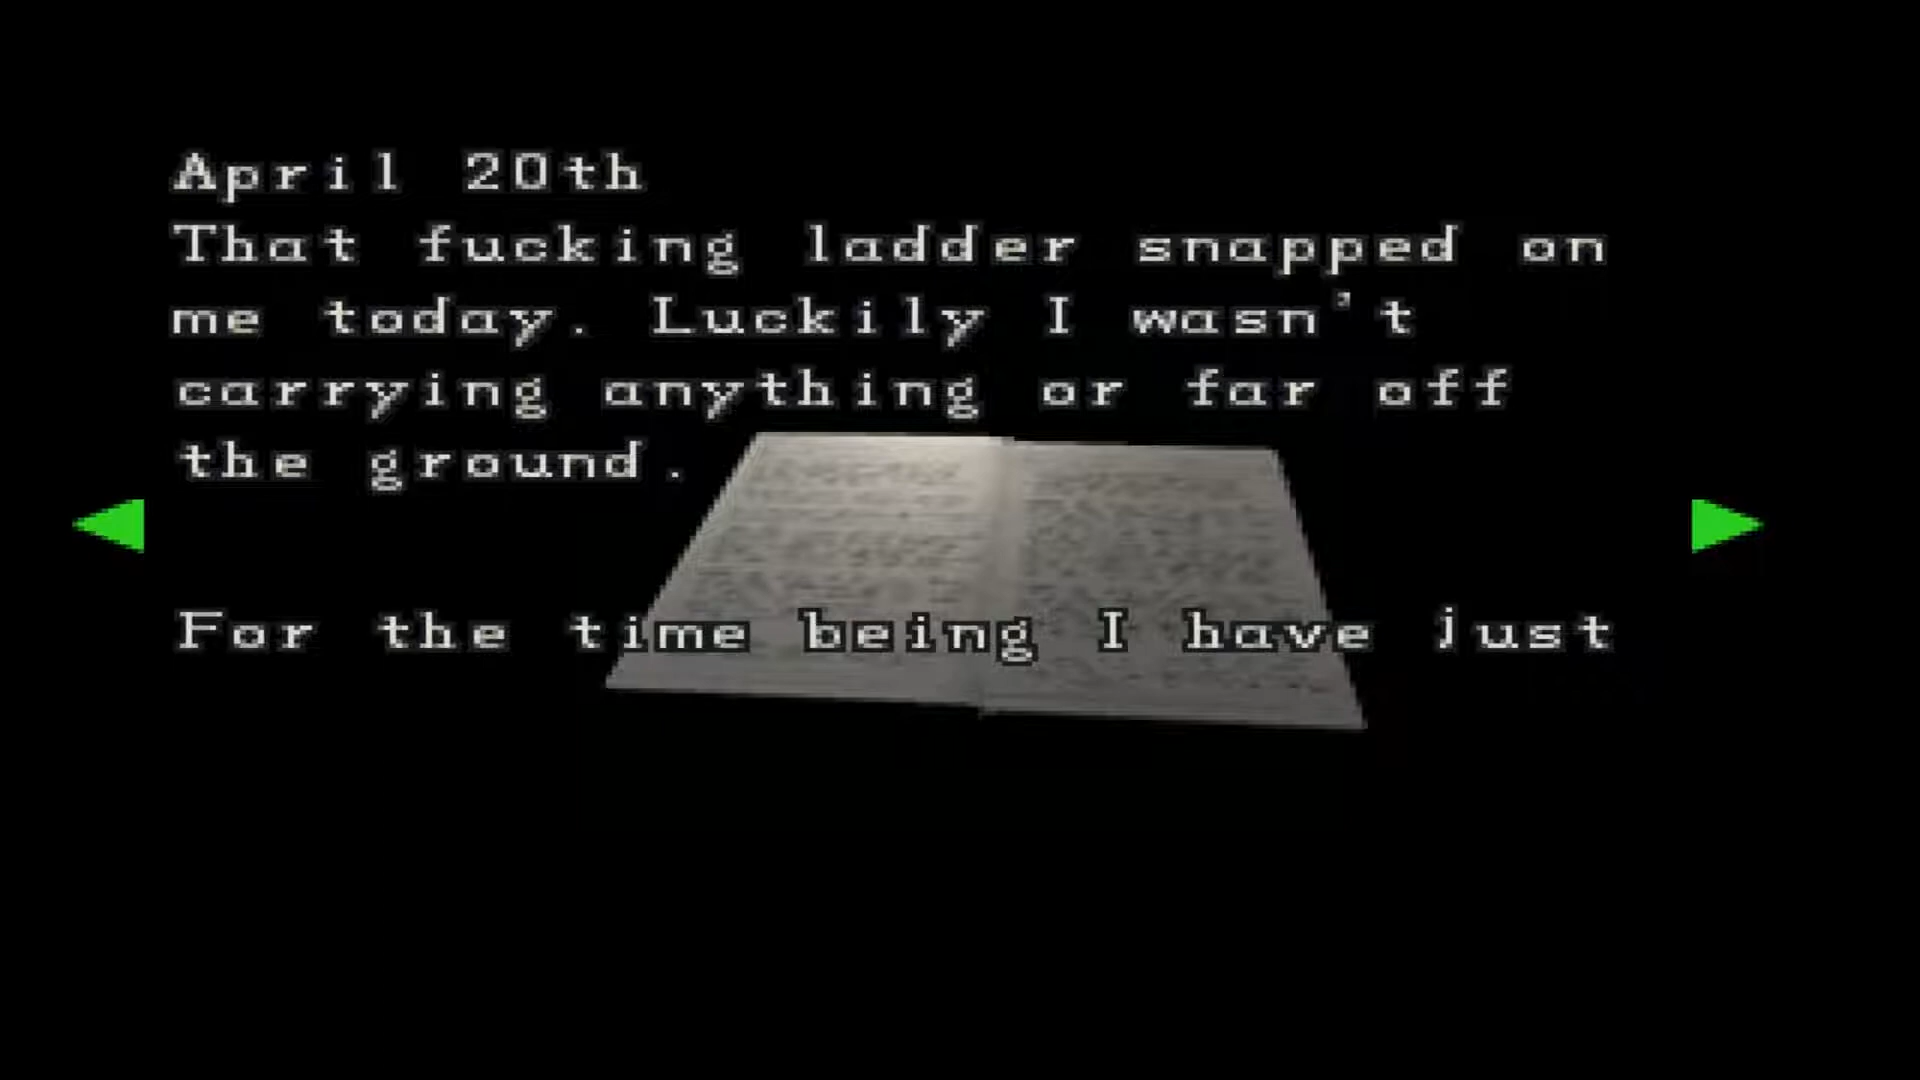 April 20th
That fucking ladder snapped on
me today. Luckily I wasn't
carrying anything or far off
the ground.
For the time being I have just